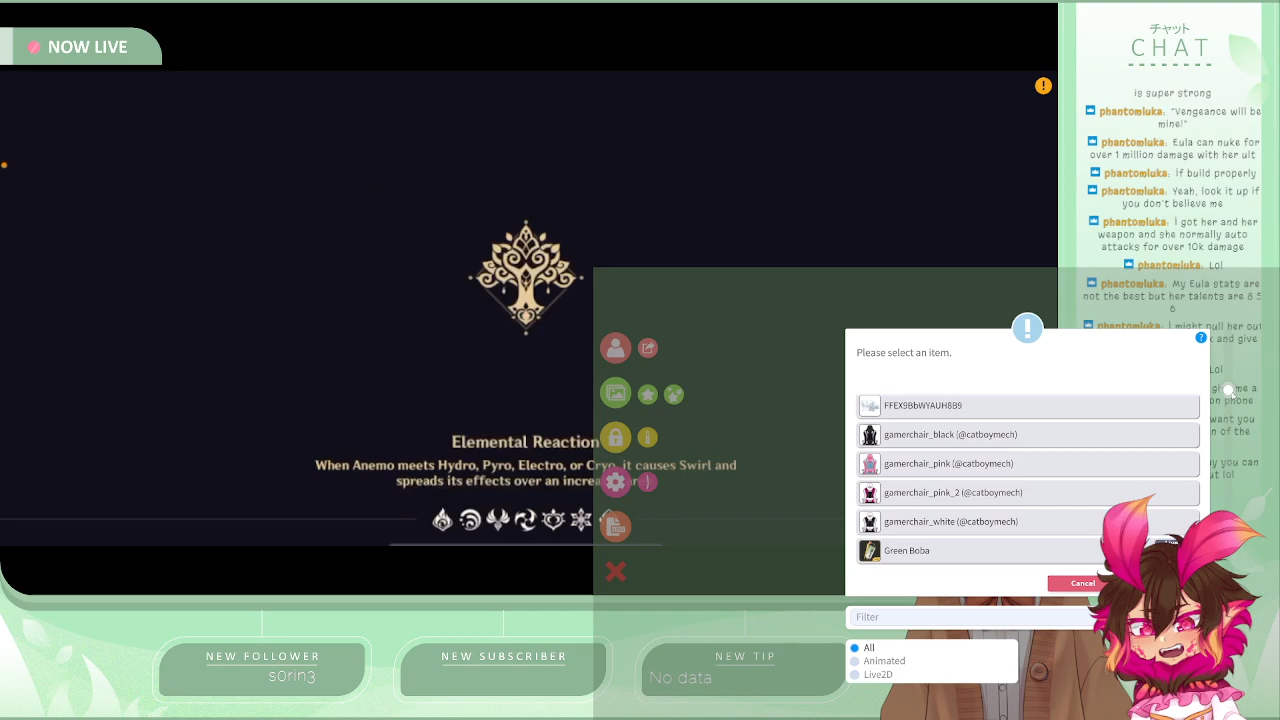 NOW LIVE
チャット
CHAT
is super strong
phantomluka: "Vengeance will be
mine!"
phantomluka: Eula can nuke for
over 1 million damage with her ult
phantomluka: if build properly
phantomluka: Yeah, look it up if
you don't believe me
phantomluka: I got her and her
weapon and she normally auto
attacks for over 10k damage
phantomluka: Lol
phantomluka: My Eula stats are
not the best but her talents are 8 5
6
phantomluka: I might pull her out
Please select an item.
FFEX9BbWYAUH8B9
gamerchair_black (@catboymech)
gamerchair_pink (@catboymech)
gamerchair_pink_2 (@catboymech)
gamerchair_white (@catboymech)
Green Boba
Cancel
Filter
All
Animated
Live2D
Elemental Reaction
When Anemo meets Hydro, Pyro, Electro, or Cryo, it causes Swirl and
spreads its effects over an increa
NEW FOLLOWER
s0rin3
NEW SUBSCRIBER
NEW TIP
No data